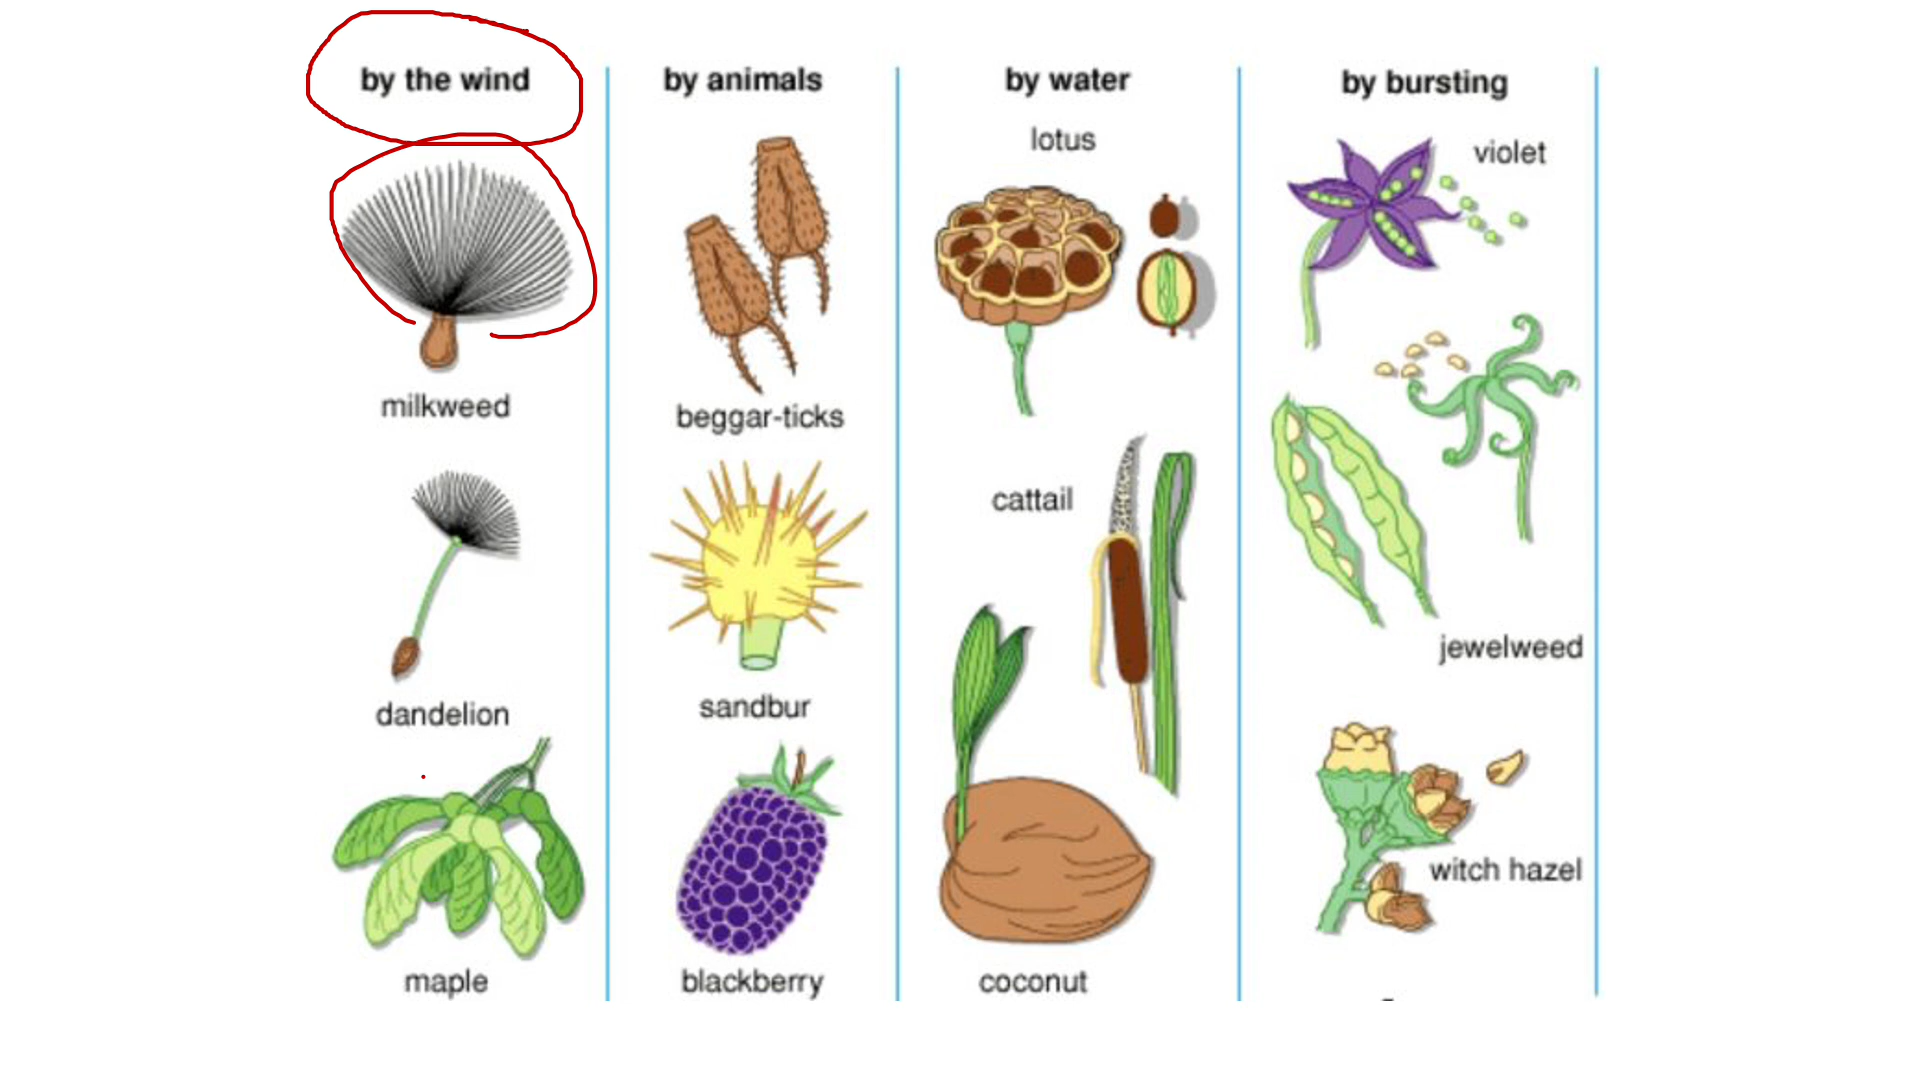 by the wind
milkweed
dandelion
maple
by animals
beggar-ticks
sandbur
blackberry
by water
lotus
cattail
coconut
by bursting
violet
jewelweed
witch hazel